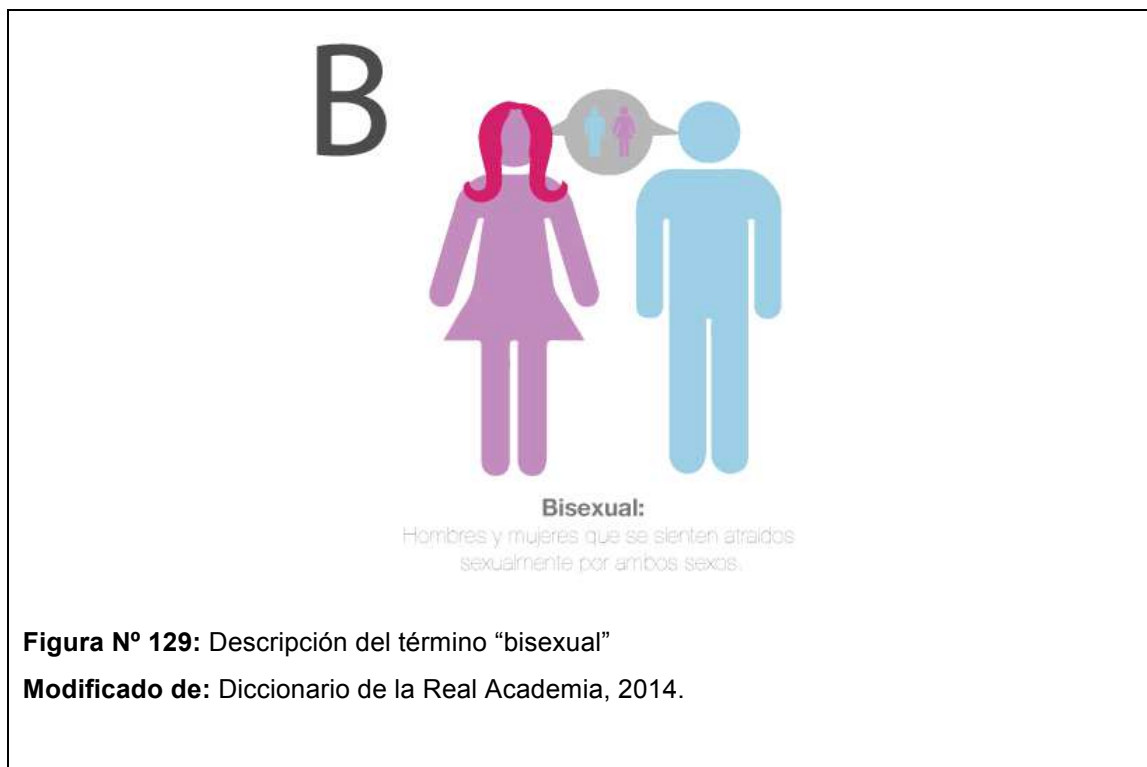 B
Bisexual:
Hombres y mujeres que se sienten atraídos
sexualmente por ambos sexos.
Figura Nº 129: Descripción del término “bisexual”
Modificado de: Diccionario de la Real Academia, 2014.